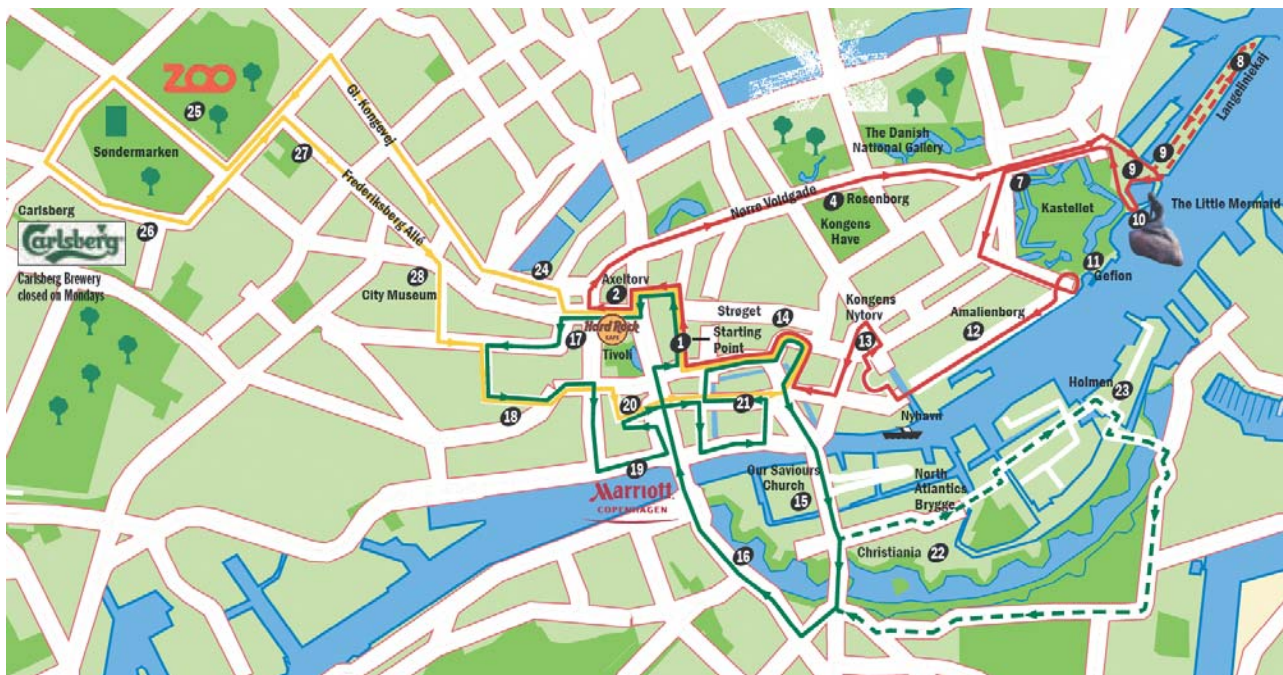 ZOO
25
Søndermarken
27
Gl. Kongevej
Frederiksberg Allé
Carlsberg
Carlsberg
26
Carlsberg Brewery
closed on Mondays
28
City Museum
24
Axeltorv
2
Hard Rock
CAFE
17
Tivoli
Nørre Voldgade
4
Rosenborg
Kongens
Have
The Danish
National Gallery
8
Langeliniekaj
9
9
7
Kastellet
10
The Little Mermaid
11
Gefion
Strøget
14
1
Starting
Point
Kongens
Nytorv
13
Amalienborg
12
18
20
21
19
Marriott
COPENHAGEN
Nyhavn
Holmen
23
Our Saviours
Church
15
North
Atlantics
Brygge
Christiania
22
16